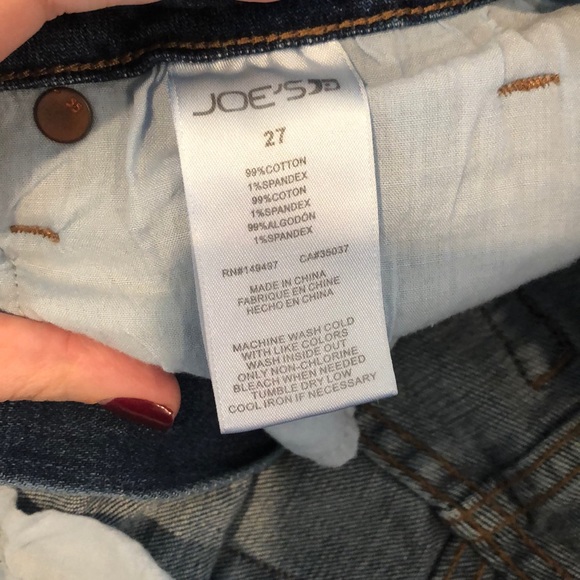 JOE'S
27
99%COTTON
1%SPANDEX
99%COTON
1%SPANDEX
99%ALGODÓN
1%SPANDEX
RN#149497 CA#35037
MADE IN CHINA
FABRIQUE EN CHINE
HECHO EN CHINA
MACHINE WASH COLD
WITH LIKE COLORS
WASH INSIDE OUT
ONLY NON-CHLORINE
BLEACH WHEN NEEDED
TUMBLE DRY LOW
COOL IRON IF NECESSARY